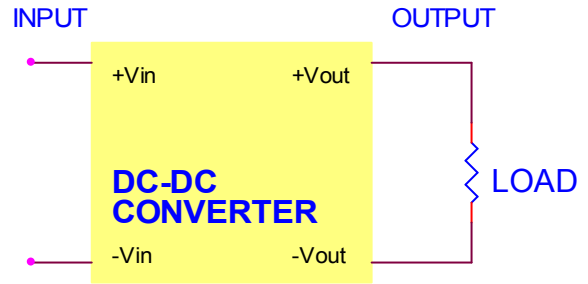 INPUT
OUTPUT
+Vin
+Vout
DC-DC
CONVERTER
LOAD
-Vin
-Vout